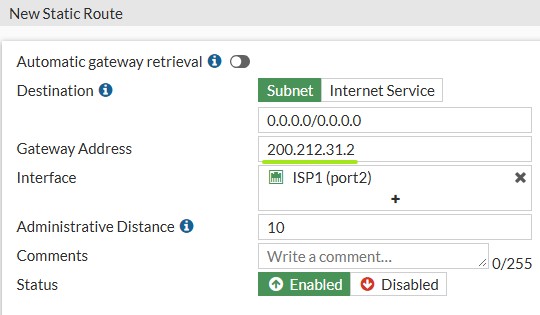 New Static Route
Automatic gateway retrieval
Destination Subnet Internet Service
0.0.0.0/0.0.0.0
Gateway Address 200.212.31.2
Interface ISP1 (port2)
+
Administrative Distance 10
Comments Write a comment... 0/255
Status Enabled Disabled